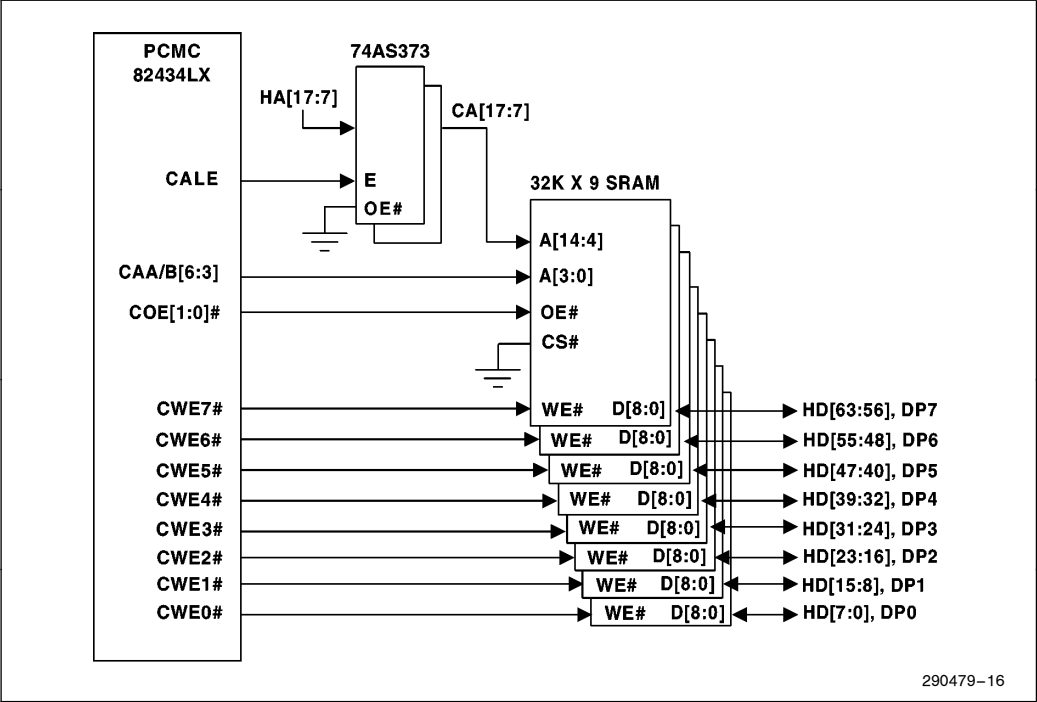 PCMC
82434LX
74AS373
HA[17:7]
CA[17:7]
CALE
E
OE#
32K X 9 SRAM
A[14:4]
CAA/B[6:3]
A[3:0]
COE[1:0]#
OE#
CS#
CWE7#
WE# D[8:0]
HD[63:56], DP7
CWE6#
WE# D[8:0]
HD[55:48], DP6
CWE5#
WE# D[8:0]
HD[47:40], DP5
CWE4#
WE# D[8:0]
HD[39:32], DP4
CWE3#
WE# D[8:0]
HD[31:24], DP3
CWE2#
WE# D[8:0]
HD[23:16], DP2
CWE1#
WE# D[8:0]
HD[15:8], DP1
CWE0#
WE# D[8:0]
HD[7:0], DP0
290479–16